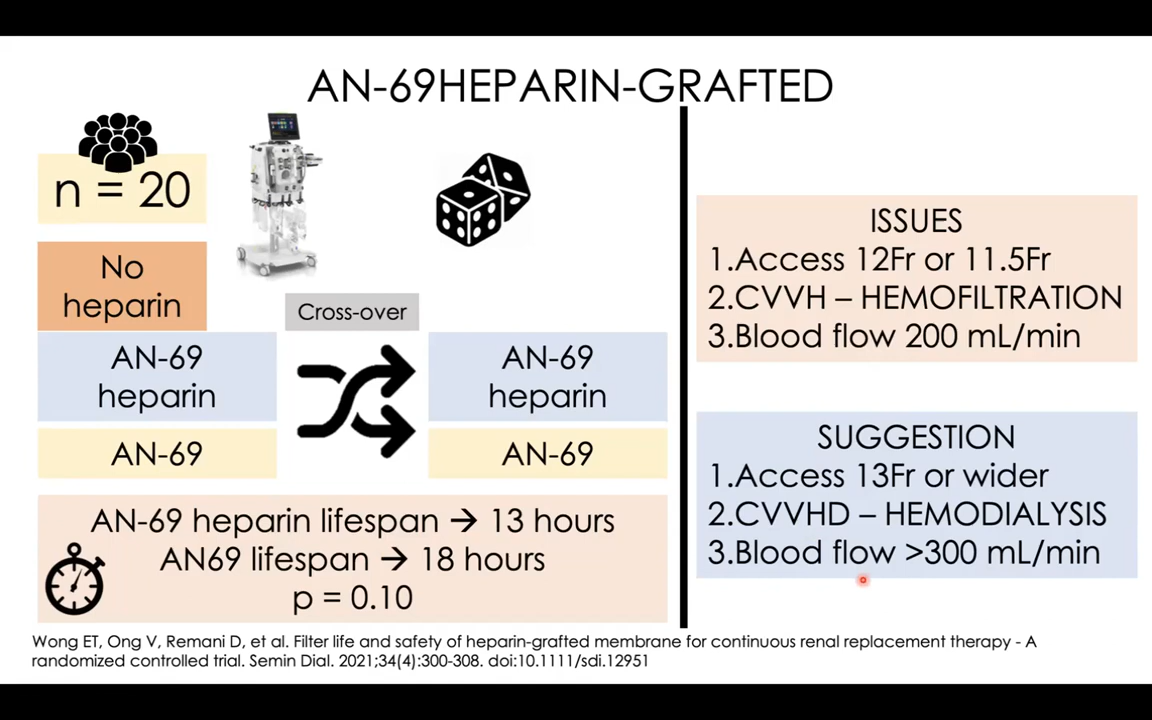 AN-69HEPARIN-GRAFTED
n = 20
No
heparin
Cross-over
AN-69
heparin
AN-69
heparin
AN-69
AN-69
AN-69 heparin lifespan → 13 hours
AN69 lifespan → 18 hours
p = 0.10
ISSUES
1.Access 12Fr or 11.5Fr
2.CVVH – HEMOFILTRATION
3.Blood flow 200 mL/min
SUGGESTION
1.Access 13Fr or wider
2.CVVHD – HEMODIALYSIS
3.Blood flow >300 mL/min
Wong ET, Ong V, Remani D, et al. Filter life and safety of heparin-grafted membrane for continuous renal replacement therapy - A
randomized controlled trial. Semin Dial. 2021;34(4):300-308. doi:10.1111/sdi.12951